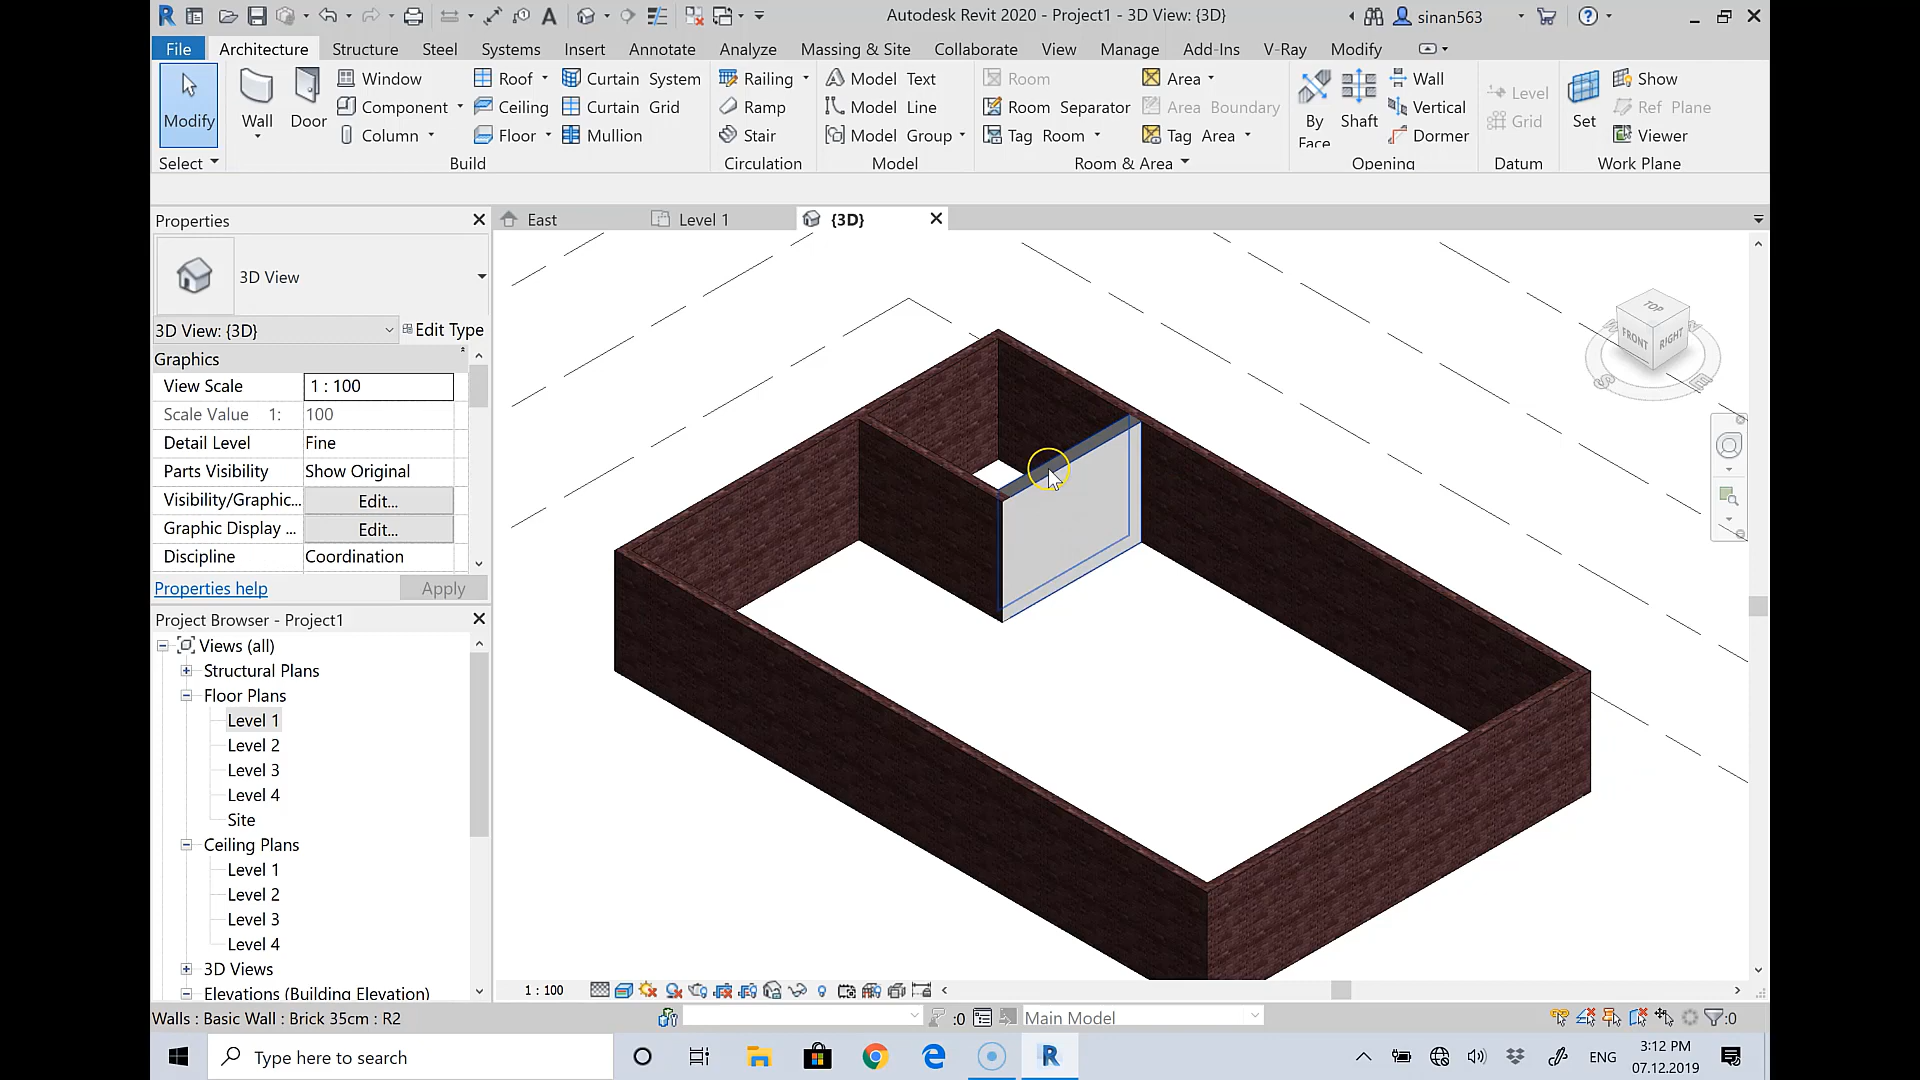 Autodesk Revit 2020 - Project1 - 3D View: {3D}
sinan563
File Architecture Structure Steel Systems Insert Annotate Analyze Massing & Site Collaborate View Manage Add-Ins V-Ray Modify
Modify
Select
Wall
Door
Window
Component
Column
Roof
Ceiling
Floor
Curtain System
Curtain Grid
Mullion
Build
Railing
Ramp
Stair
Circulation
Model Text
Model Line
Model Group
Model
Room
Room Separator
Tag Room
Area
Area Boundary
Tag Area
Room & Area
By
Face
Shaft
Wall
Vertical
Dormer
Opening
Level
Grid
Datum
Set
Show
Ref Plane
Viewer
Work Plane
Properties
East
Level 1
{3D}
3D View
3D View: {3D}
Edit Type
Graphics
View Scale 1 : 100
Scale Value 1: 100
Detail Level Fine
Parts Visibility Show Original
Visibility/Graphic... Edit...
Graphic Display ... Edit...
Discipline Coordination
Properties help Apply
Project Browser - Project1
Views (all)
Structural Plans
Floor Plans
Level 1
Level 2
Level 3
Level 4
Site
Ceiling Plans
Level 1
Level 2
Level 3
Level 4
3D Views
Elevations (Building Elevation)
TOP
FRONT
RIGHT
S
E
1 : 100
Walls : Basic Wall : Brick 35cm : R2
:0
Main Model
:0
Type here to search
R
ENG
3:12 PM
07.12.2019